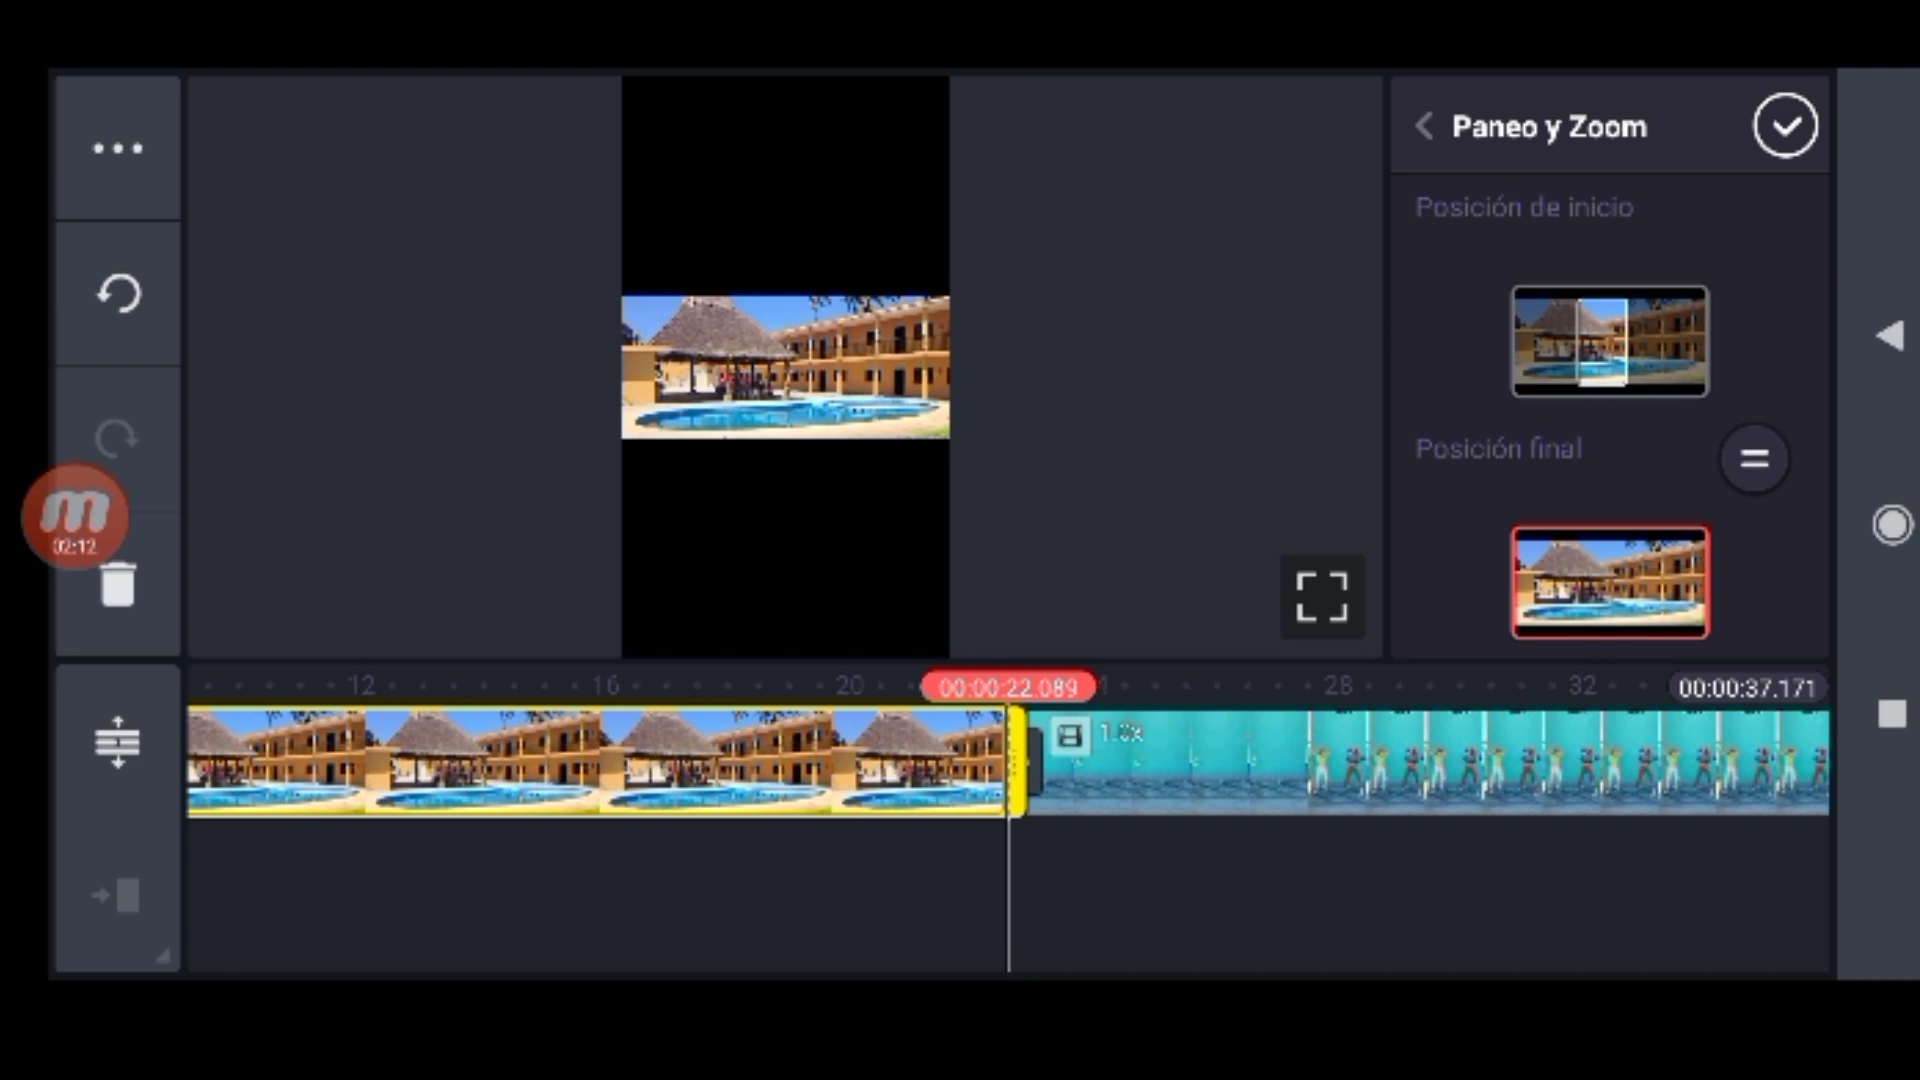 Paneo y Zoom
Posición de inicio
Posición final
m
02:12
12
16
20
00:00:22.089
28
32
00:00:37.171